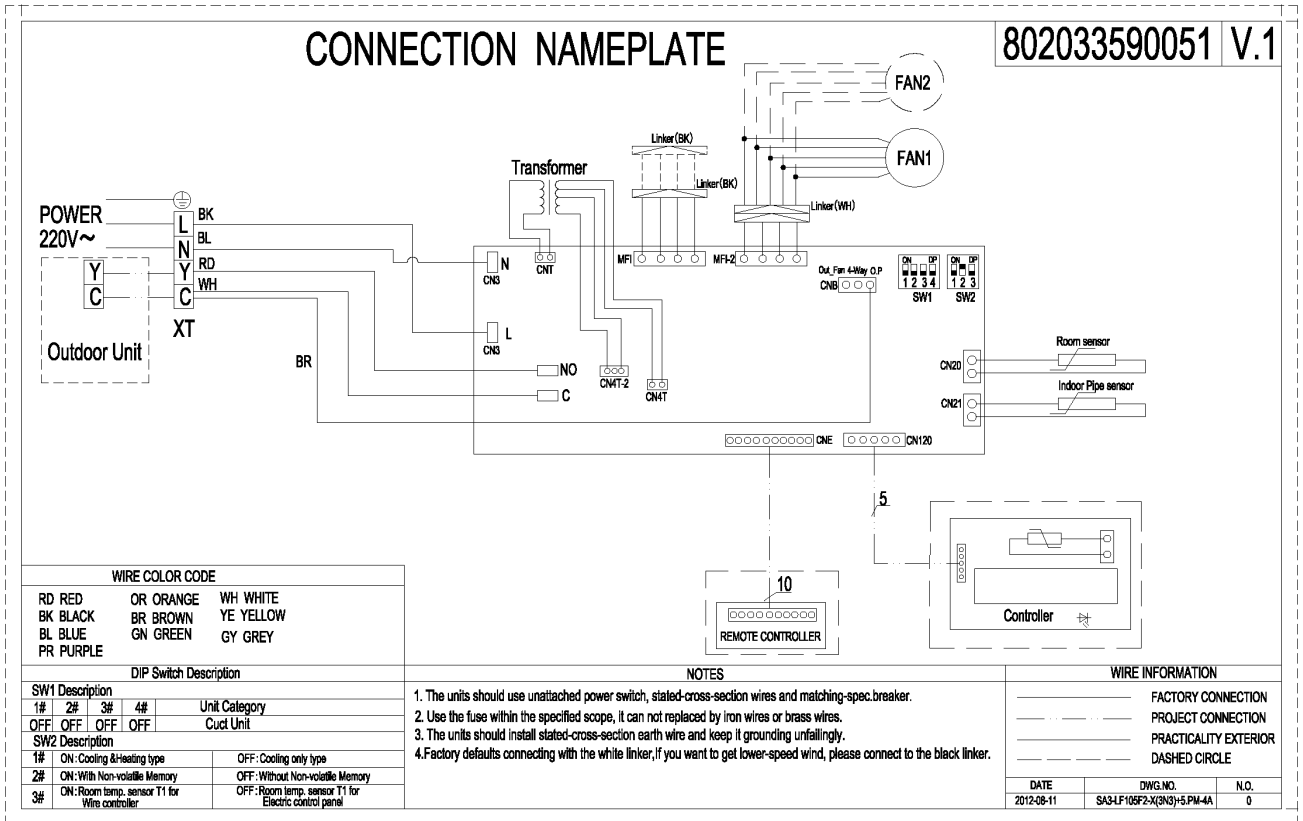 CONNECTION NAMEPLATE
802033590051 V.1
FAN2
FAN1
Linker(BK)
Linker(BK)
Linker(WH)
Transformer
POWER
220V~
L
N
Y
C
XT
BK
BL
RD
WH
BR
Y
C
Outdoor Unit
N
CN3
CNT
MFI
MFI-2
Out_Fan 4-Way O.P
CNB
ON DP
1 2 3 4
SW1
ON DP
1 2 3
SW2
L
CN3
NO
C
CN4T-2
CN4T
CN20
Room sensor
CN21
Indoor Pipe sensor
CNE
CN120
5
10
REMOTE CONTROLLER
Controller
WIRE COLOR CODE
RD RED OR ORANGE WH WHITE
BK BLACK BR BROWN YE YELLOW
BL BLUE GN GREEN GY GREY
PR PURPLE
DIP Switch Description
SW1 Description
1# 2# 3# 4# Unit Category
OFF OFF OFF OFF Cuct Unit
SW2 Description
1# ON:Cooling &Heating type OFF:Cooling only type
2# ON:With Non-volatile Memory OFF:Without Non-volatile Memory
3# ON:Room temp. sensor T1 for Wire controller OFF:Room temp. sensor T1 for Electric control panel
NOTES
1. The units should use unattached power switch, stated-cross-section wires and matching-spec.breaker.
2. Use the fuse within the specified scope, it can not replaced by iron wires or brass wires.
3. The units should install stated-cross-section earth wire and keep it grounding unfailingly.
4.Factory defaults connecting with the white linker,If you want to get lower-speed wind, please connect to the black linker.
WIRE INFORMATION
FACTORY CONNECTION
PROJECT CONNECTION
PRACTICALITY EXTERIOR
DASHED CIRCLE
DATE DWG.NO. N.O.
2012-08-11 SA3-LF105F2-X(3N3)+5.PM-4A 0